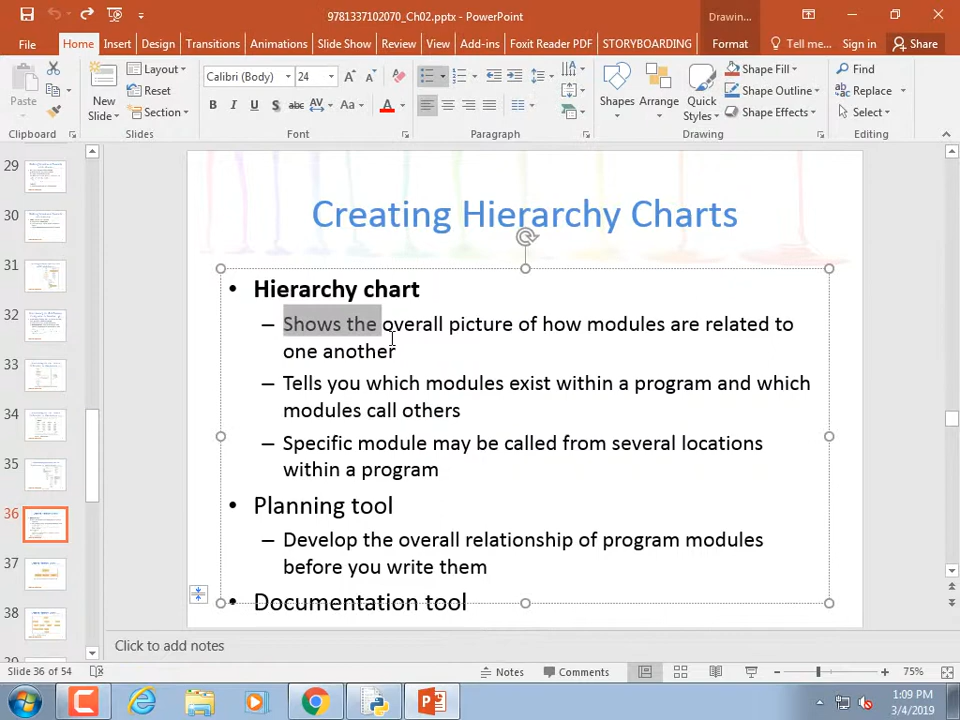 9781337102070_Ch02.pptx - PowerPoint
Drawin...
File Home Insert Design Transitions Animations Slide Show Review View Add-ins Foxit Reader PDF STORYBOARDING Format Tell me... Sign in Share
Paste
New
Slide
Layout
Reset
Section
Calibri (Body) 24
B I U S abc AV Aa A
Shapes
Arrange
Quick
Styles
Shape Fill
Shape Outline
Shape Effects
Find
Replace
Select
Clipboard Slides Font Paragraph Drawing Editing
29
30
31
32
33
34
35
36
37
38
Creating Hierarchy Charts
• Hierarchy chart
– Shows the overall picture of how modules are related to
one another
– Tells you which modules exist within a program and which
modules call others
– Specific module may be called from several locations
within a program
• Planning tool
– Develop the overall relationship of program modules
before you write them
• Documentation tool
Click to add notes
Slide 36 of 54 Notes Comments 75%
1:09 PM
3/4/2019